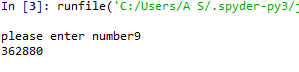 In [3]: runfile('C:/Users/A S/.spyder-py3/
please enter number9
362880